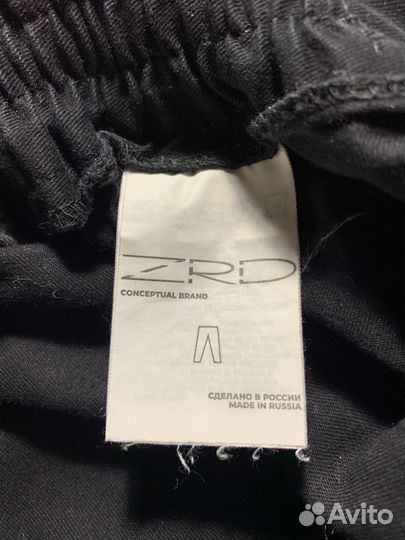 ZRD
CONCEPTUAL BRAND
СДЕЛАНО В РОССИИ
MADE IN RUSSIA
Avito